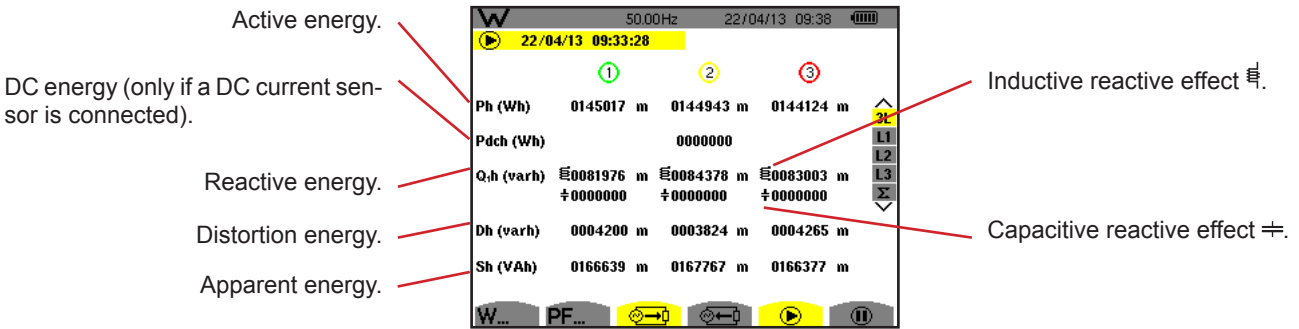 Active energy.
DC energy (only if a DC current sen-
sor is connected).
Reactive energy.
Distortion energy.
Apparent energy.
W 50.00Hz 22/04/13 09:38
22/04/13 09:33:28
1 2 3
Ph (Wh) 0145017 m 0144943 m 0144124 m
Pdch (Wh) 0000000
Q₁h (varh) 0081976 m 0084378 m 0083003 m
0000000 0000000 0000000
Dh (varh) 0004200 m 0003824 m 0004265 m
Sh (VAh) 0166639 m 0167767 m 0166377 m
3L
L1
L2
L3
Σ
W... PF...
Inductive reactive effect .
Capacitive reactive effect .